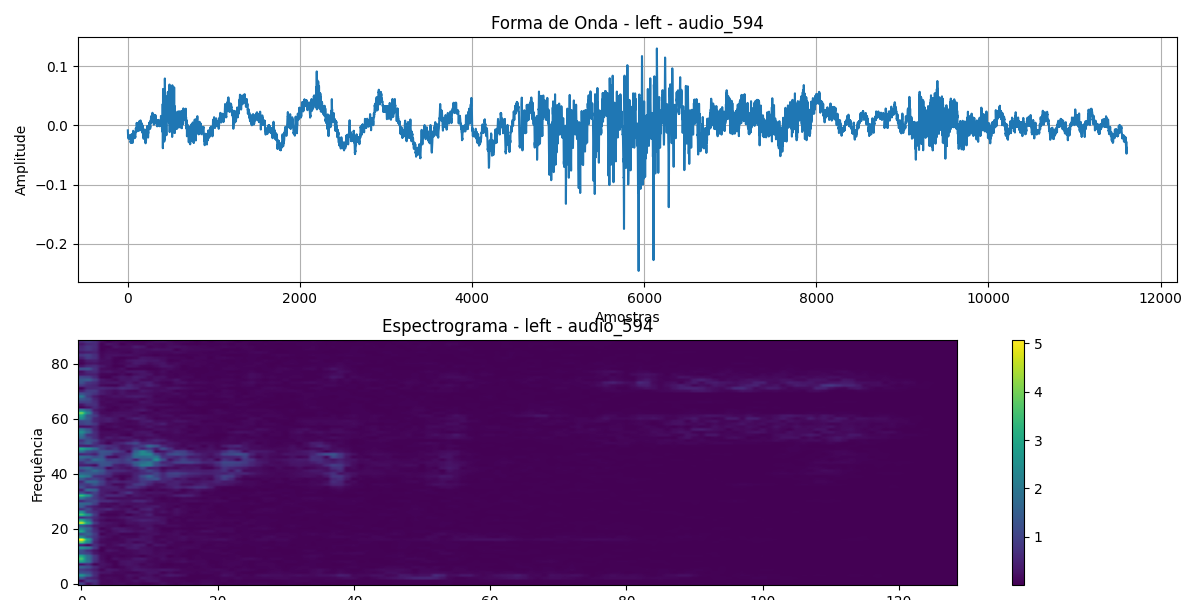 Forma de Onda - left - audio_594
Amplitude
0.1
0.0
−0.1
−0.2
0 2000 4000 6000 8000 10000 12000
Amostras
Espectrograma - left - audio_594
Frequência
80
60
40
20
0
0 20 40 60 80 100 120
5
4
3
2
1